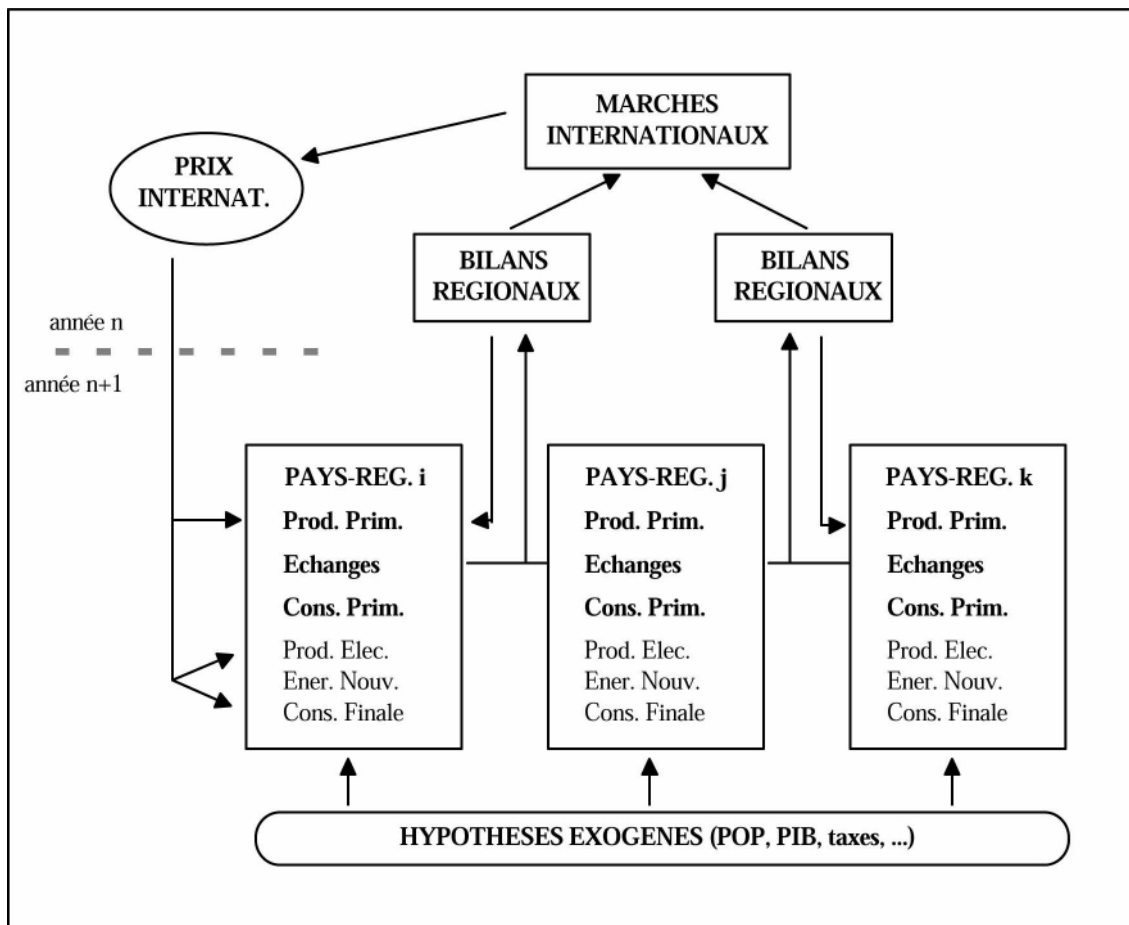 MARCHES
INTERNATIONAUX
PRIX
INTERNAT.
BILANS
REGIONAUX
BILANS
REGIONAUX
année n
année n+1
PAYS-REG. i
Prod. Prim.
Echanges
Cons. Prim.
Prod. Elec.
Ener. Nouv.
Cons. Finale
PAYS-REG. j
Prod. Prim.
Echanges
Cons. Prim.
Prod. Elec.
Ener. Nouv.
Cons. Finale
PAYS-REG. k
Prod. Prim.
Echanges
Cons. Prim.
Prod. Elec.
Ener. Nouv.
Cons. Finale
HYPOTHESES EXOGENES (POP, PIB, taxes, ...)